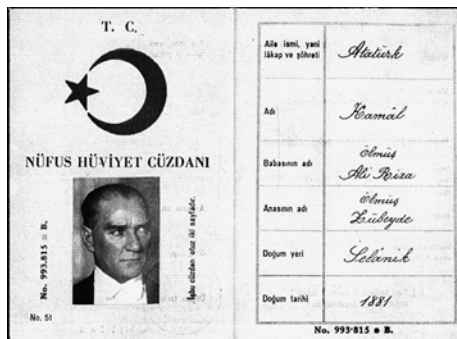 T. C.
NÜFUS HÜVİYET CÜZDANI
No. 993.815 B.
İşbu cüzdan otuz iki sayfadır.
No. 51
Aile ismi, yani
lâkap ve şöhreti
Atatürk
Adı
Kamâl
Babasının adı
Ölmüş
Ali Rıza
Anasının adı
Ölmüş
Zübeyde
Doğum yeri
Selânik
Doğum tarihi
1881
No. 993·815 ● B.